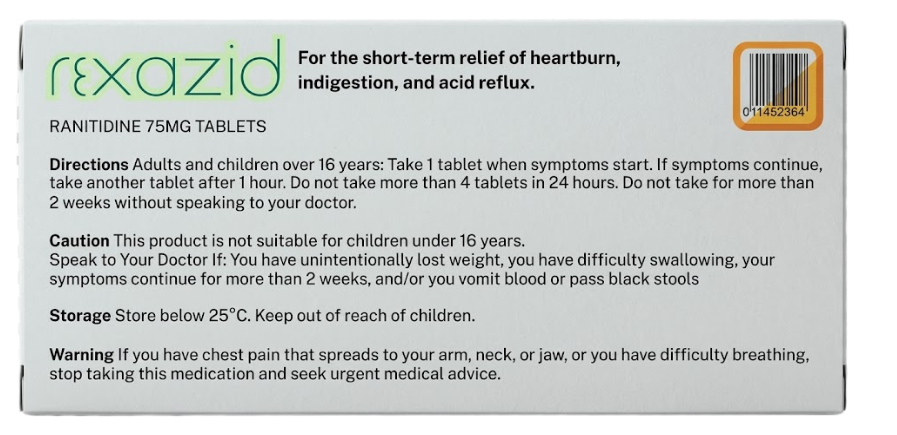 rexazid
For the short-term relief of heartburn,
indigestion, and acid reflux.
011452364
RANITIDINE 75MG TABLETS
Directions Adults and children over 16 years: Take 1 tablet when symptoms start. If symptoms continue,
take another tablet after 1 hour. Do not take more than 4 tablets in 24 hours. Do not take for more than
2 weeks without speaking to your doctor.
Caution This product is not suitable for children under 16 years.
Speak to Your Doctor If: You have unintentionally lost weight, you have difficulty swallowing, your
symptoms continue for more than 2 weeks, and/or you vomit blood or pass black stools
Storage Store below 25°C. Keep out of reach of children.
Warning If you have chest pain that spreads to your arm, neck, or jaw, or you have difficulty breathing,
stop taking this medication and seek urgent medical advice.